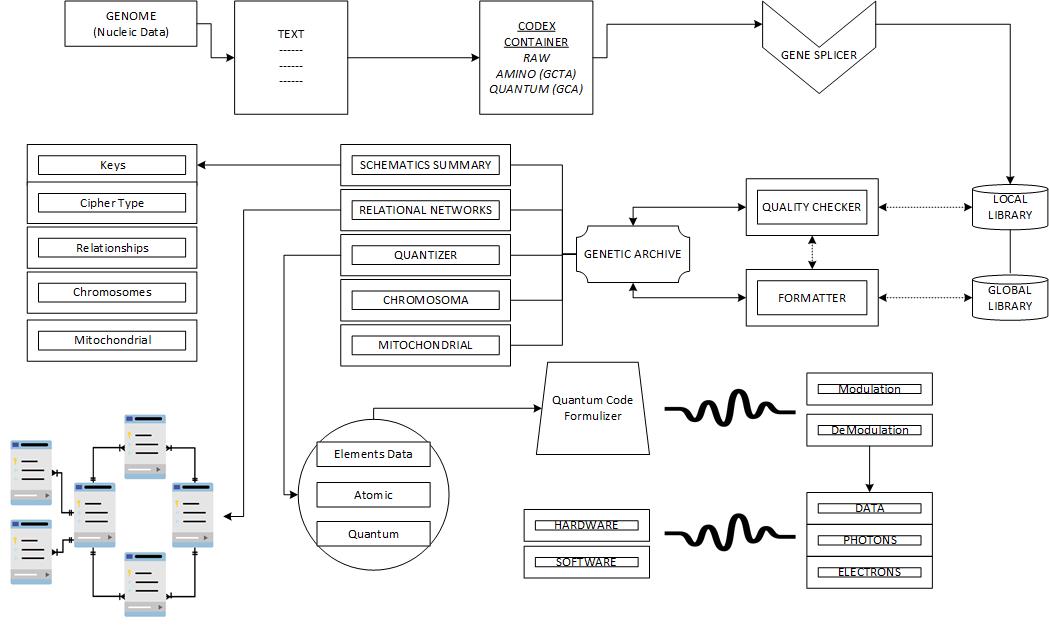 GENOME
(Nucleic Data)
TEXT
------
------
------
CODEX
CONTAINER
RAW
AMINO (GCTA)
QUANTUM (GCA)
GENE SPLICER
Keys
Cipher Type
Relationships
Chromosomes
Mitochondrial
SCHEMATICS SUMMARY
RELATIONAL NETWORKS
QUANTIZER
CHROMOSOMA
MITOCHONDRIAL
GENETIC ARCHIVE
QUALITY CHECKER
FORMATTER
LOCAL
LIBRARY
GLOBAL
LIBRARY
Elements Data
Atomic
Quantum
Quantum Code
Formulizer
Modulation
DeModulation
HARDWARE
SOFTWARE
DATA
PHOTONS
ELECTRONS